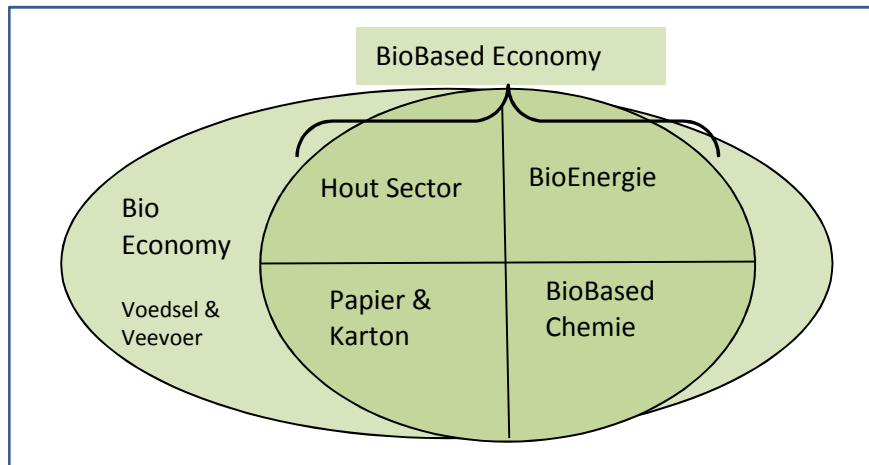 BioBased Economy
Hout Sector
BioEnergie
Bio
Economy
Voedsel &
Veevoer
Papier &
Karton
BioBased
Chemie